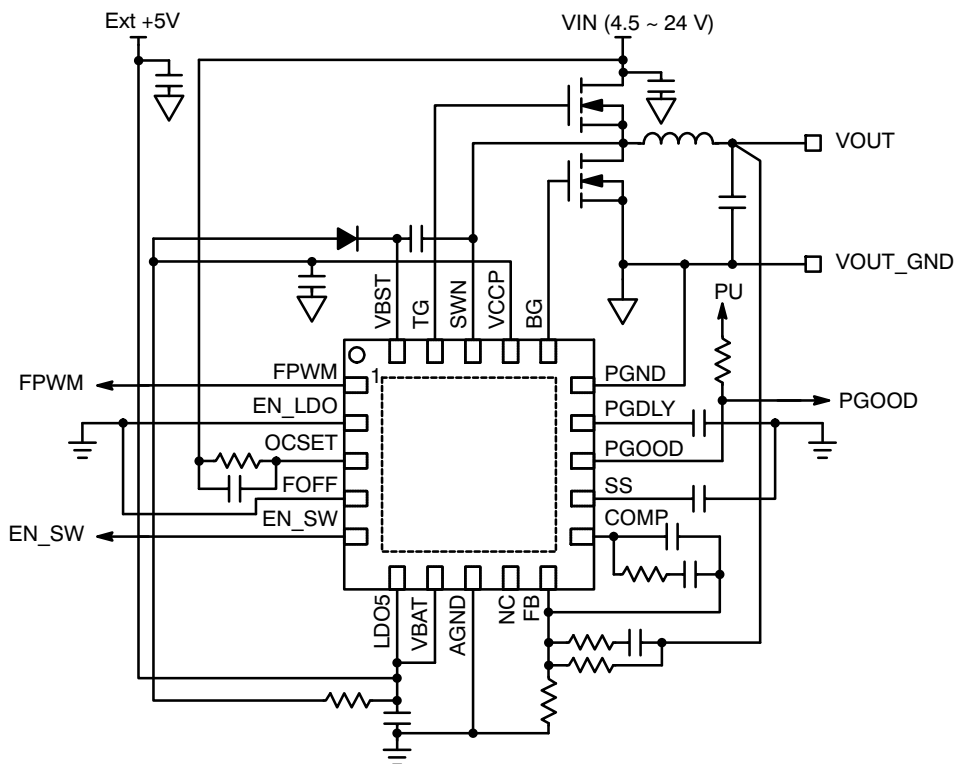 Ext +5V
VIN (4.5 ~ 24 V)
VOUT
VOUT_GND
PU
VBST
TG
SWN
VCCP
BG
FPWM
FPWM
1
PGND
EN_LDO
PGDLY
PGOOD
OCSET
PGOOD
FOFF
SS
EN_SW
EN_SW
COMP
LDO5
VBAT
AGND
NC
FB